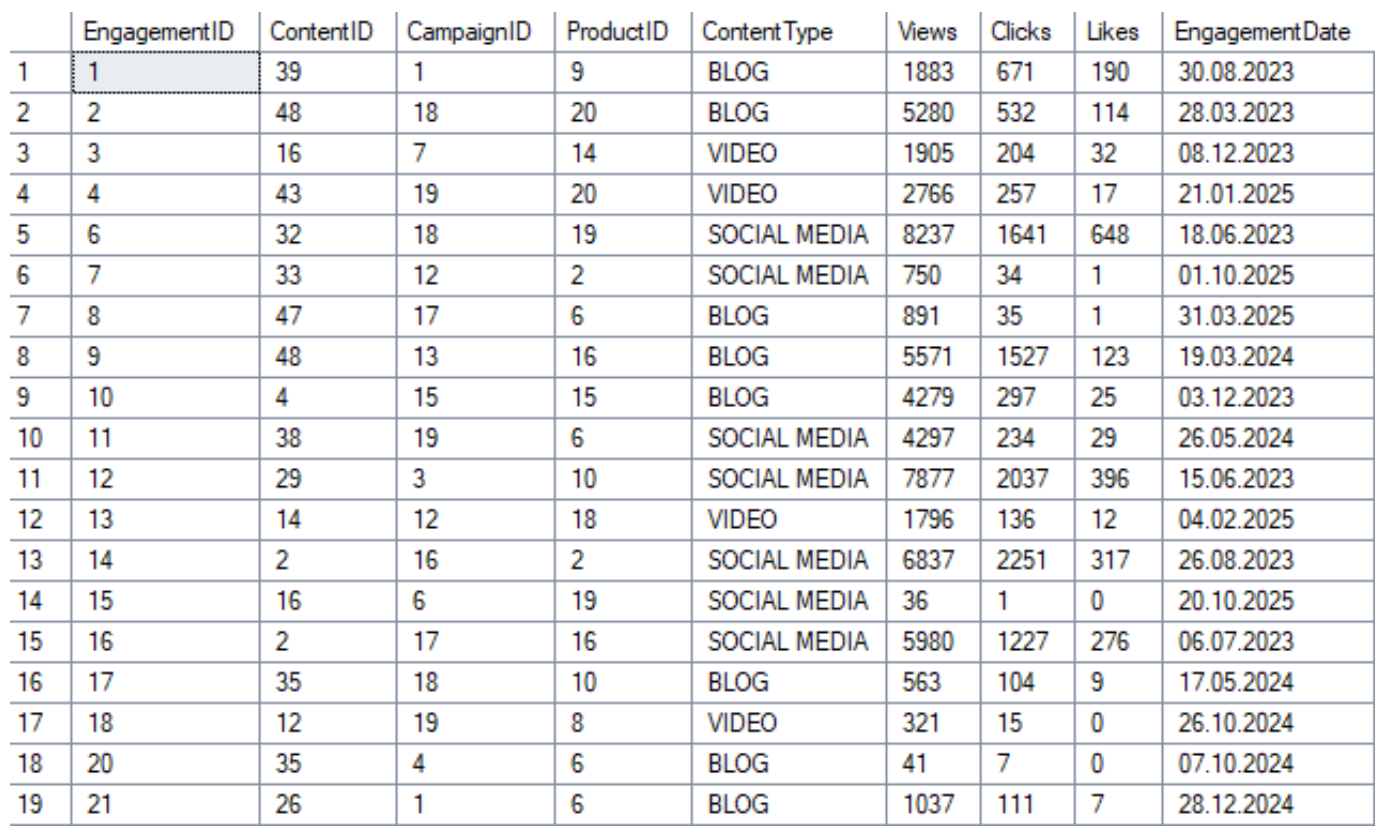 EngagementID ContentID CampaignID ProductID ContentType Views Clicks Likes EngagementDate
1 1 39 1 9 BLOG 1883 671 190 30.08.2023
2 2 48 18 20 BLOG 5280 532 114 28.03.2023
3 3 16 7 14 VIDEO 1905 204 32 08.12.2023
4 4 43 19 20 VIDEO 2766 257 17 21.01.2025
5 6 32 18 19 SOCIAL MEDIA 8237 1641 648 18.06.2023
6 7 33 12 2 SOCIAL MEDIA 750 34 1 01.10.2025
7 8 47 17 6 BLOG 891 35 1 31.03.2025
8 9 48 13 16 BLOG 5571 1527 123 19.03.2024
9 10 4 15 15 BLOG 4279 297 25 03.12.2023
10 11 38 19 6 SOCIAL MEDIA 4297 234 29 26.05.2024
11 12 29 3 10 SOCIAL MEDIA 7877 2037 396 15.06.2023
12 13 14 12 18 VIDEO 1796 136 12 04.02.2025
13 14 2 16 2 SOCIAL MEDIA 6837 2251 317 26.08.2023
14 15 16 6 19 SOCIAL MEDIA 36 1 0 20.10.2025
15 16 2 17 16 SOCIAL MEDIA 5980 1227 276 06.07.2023
16 17 35 18 10 BLOG 563 104 9 17.05.2024
17 18 12 19 8 VIDEO 321 15 0 26.10.2024
18 20 35 4 6 BLOG 41 7 0 07.10.2024
19 21 26 1 6 BLOG 1037 111 7 28.12.2024